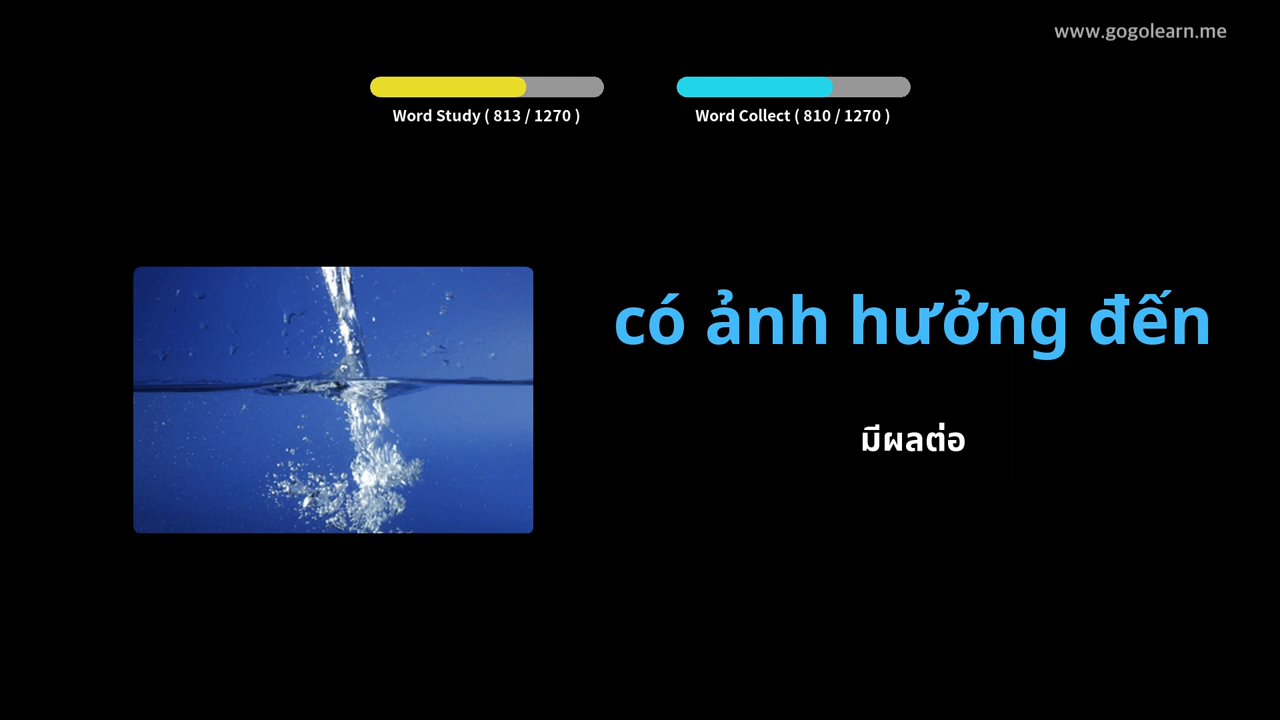 www.gogolearn.me
Word Study ( 813 / 1270 )
Word Collect ( 810 / 1270 )
có ảnh hưởng đến
มีผลต่อ